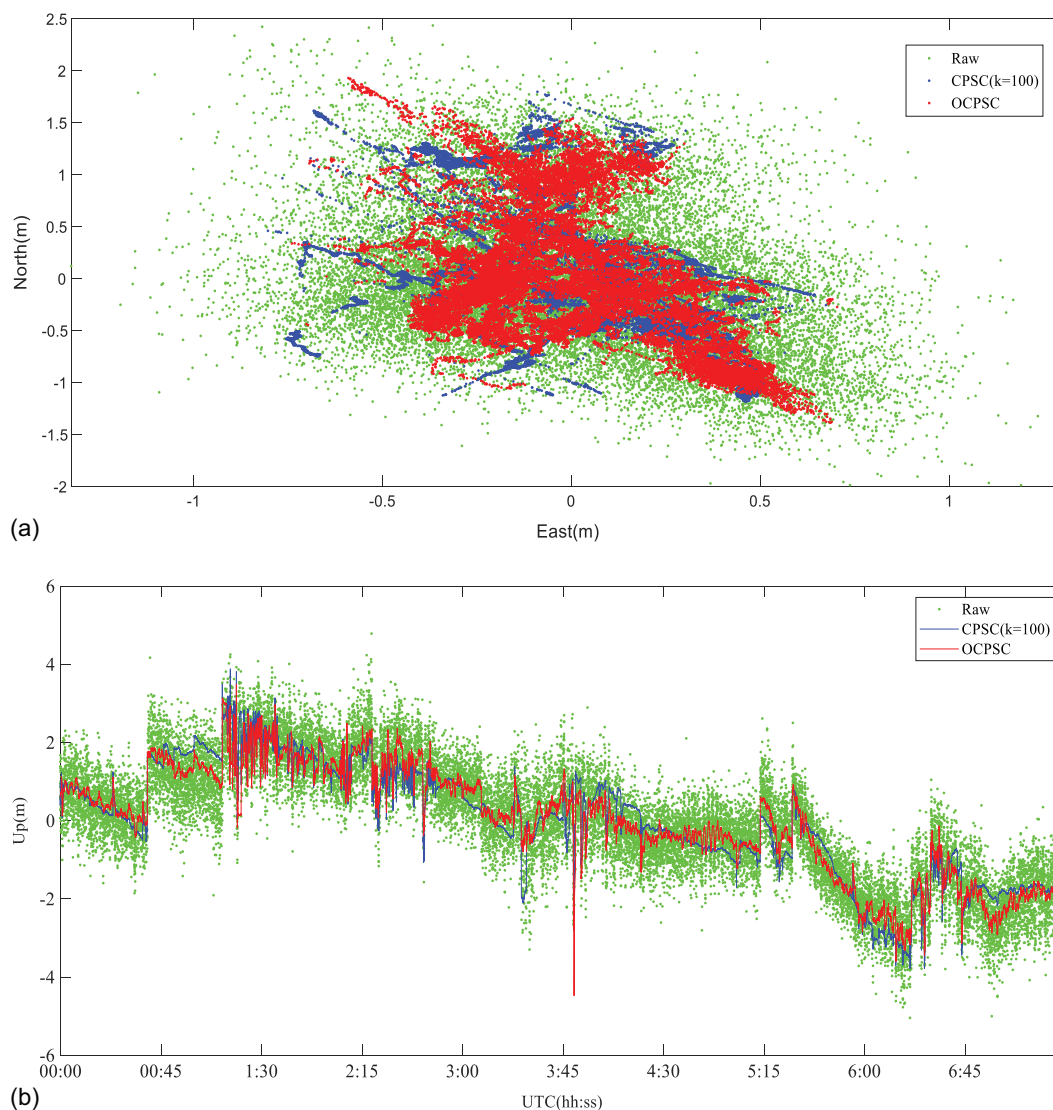 2.5
2
1.5
1
0.5
0
-0.5
-1
-1.5
-2
North(m)
Raw
CPSC(k=100)
OCPSC
-1
-0.5
0
0.5
1
East(m)
(a)
6
4
2
0
-2
-4
-6
Up(m)
Raw
CPSC(k=100)
OCPSC
00:00
00:45
1:30
2:15
3:00
3:45
4:30
5:15
6:00
6:45
UTC(hh:ss)
(b)